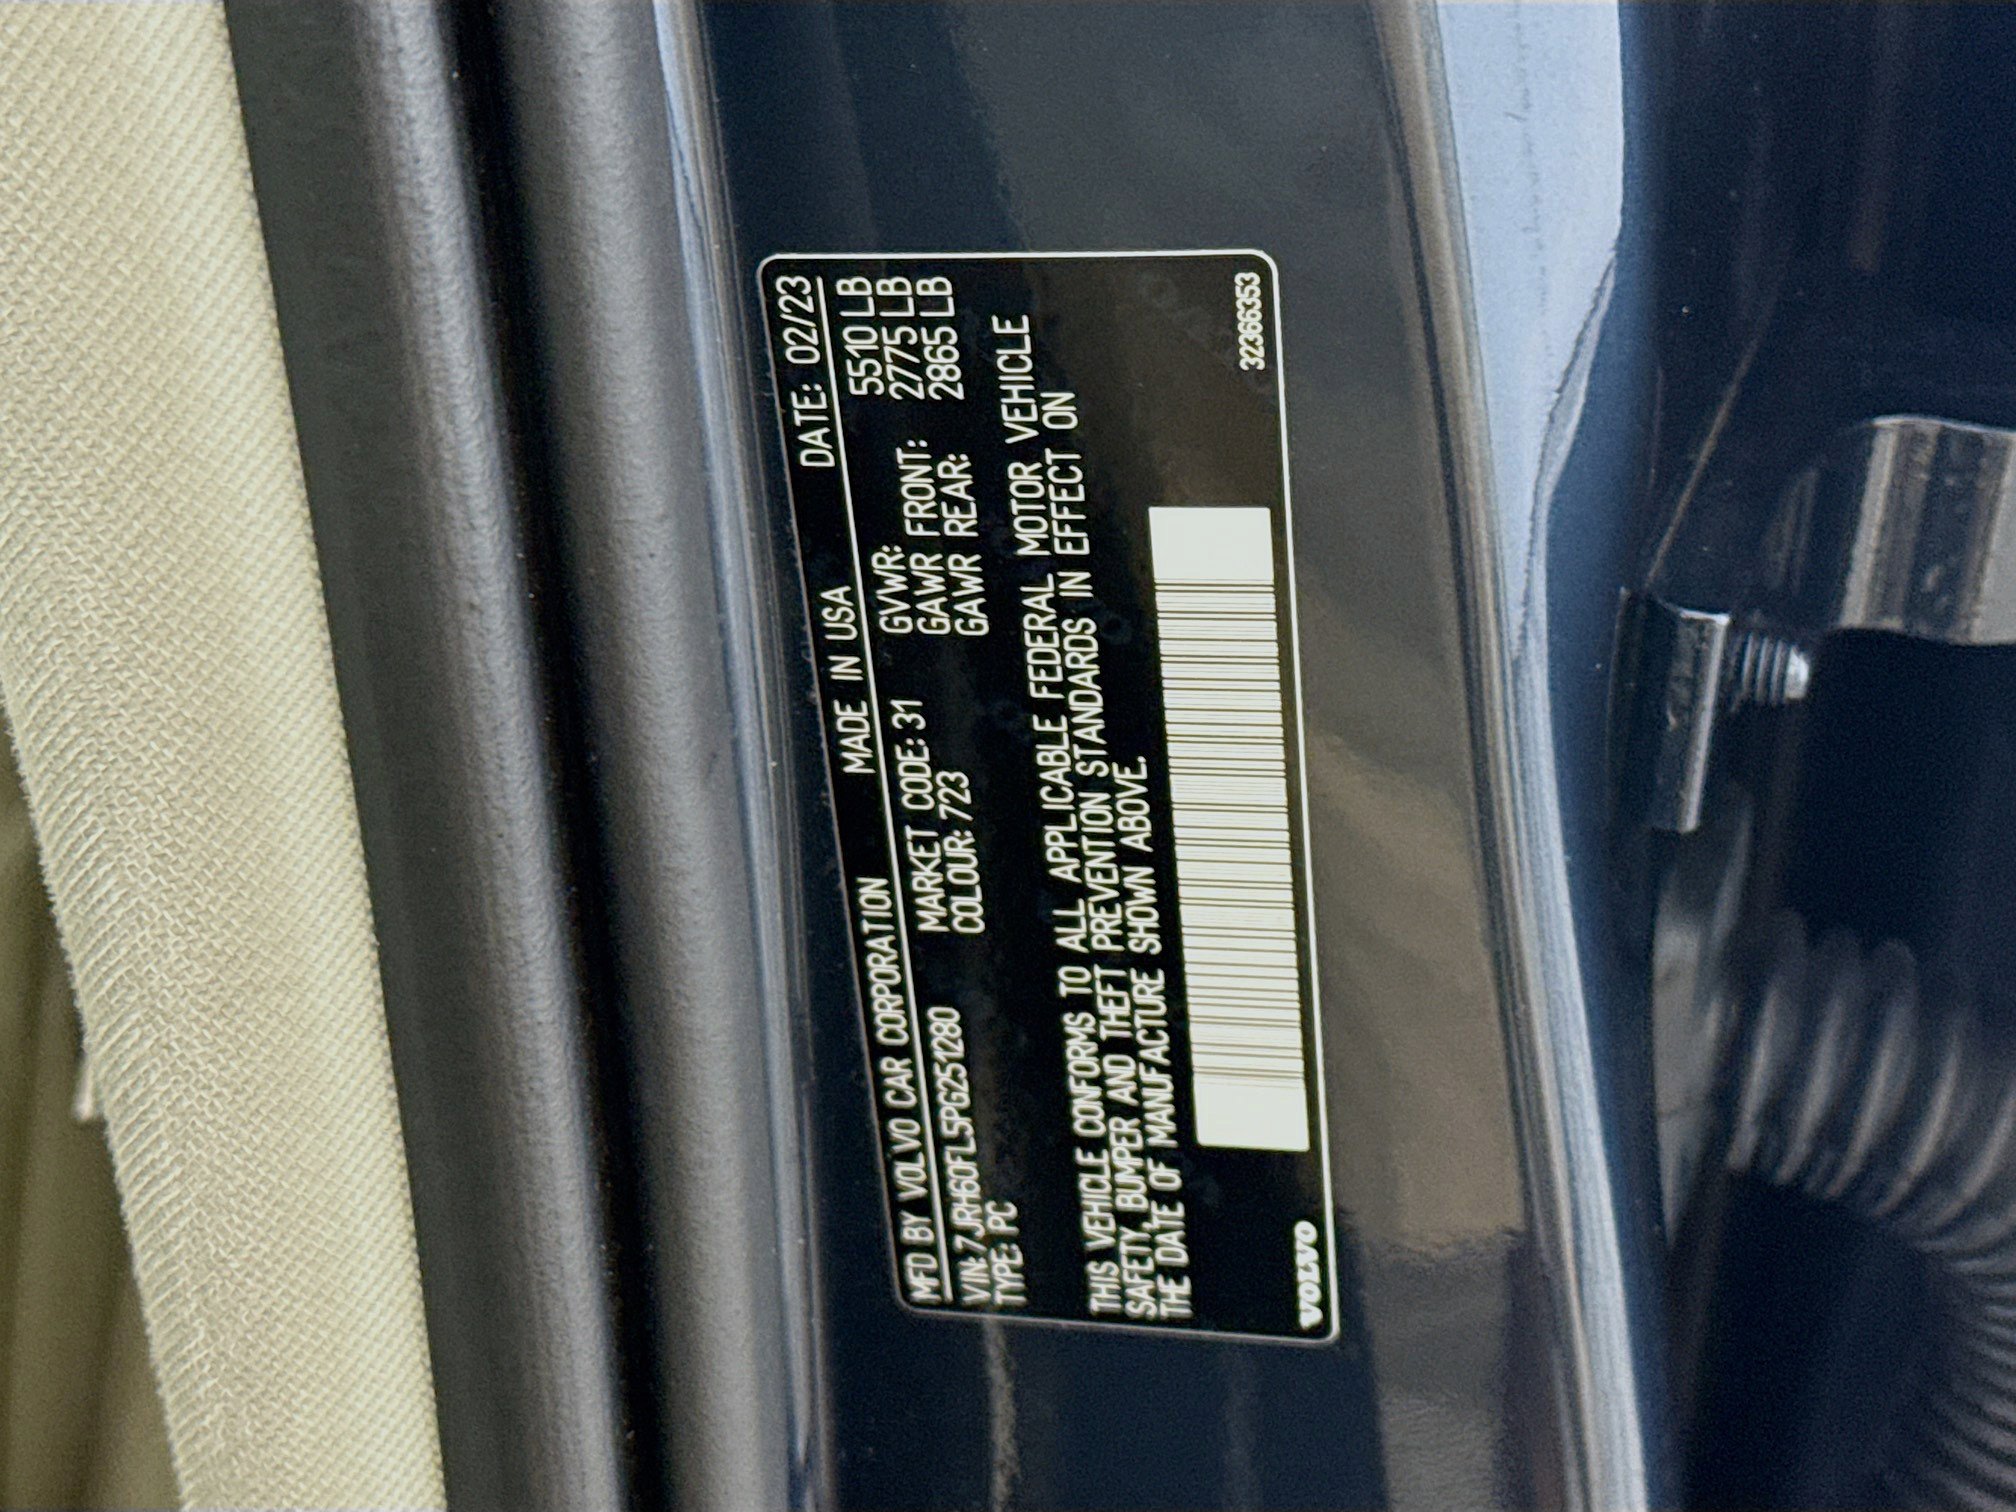 MFD BY VOLVO CAR CORPORATION MADE IN USA DATE: 02/23
VIN: 7JRH60FL5PG251280 MARKET CODE: 31 GVWR: 5510 LB
TYPE: PC COLOUR: 723 GAWR FRONT: 2775 LB
GAWR REAR: 2865 LB
THIS VEHICLE CONFORMS TO ALL APPLICABLE FEDERAL MOTOR VEHICLE
SAFETY, BUMPER AND THEFT PREVENTION STANDARDS IN EFFECT ON
THE DATE OF MANUFACTURE SHOWN ABOVE.
VOLVO 32366353